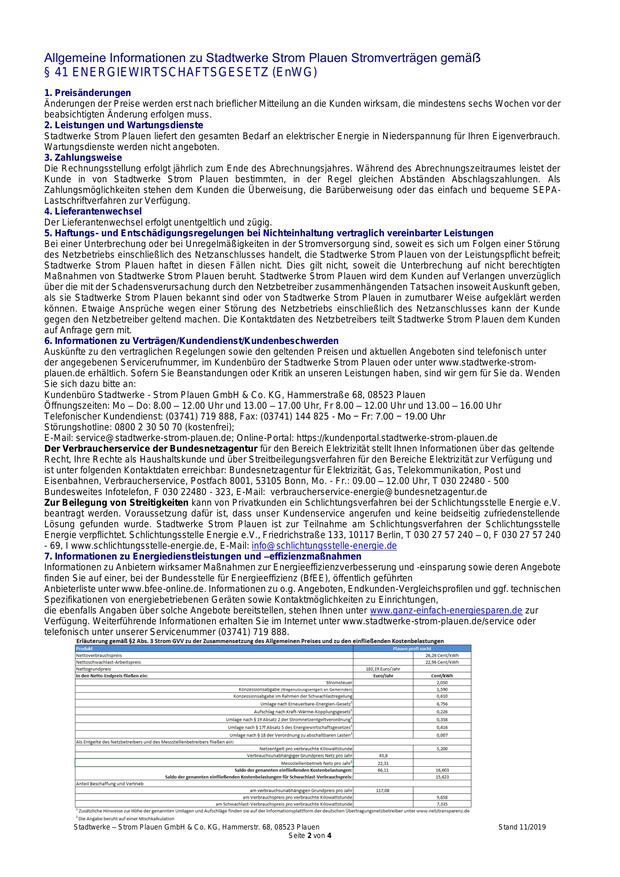 Allgemeine Informationen zu Stadtwerke Strom Plauen Stromverträgen gemäß
§ 41 ENERGIEWIRTSCHAFTSGESETZ (EnWG)
1. Preisänderungen
Änderungen der Preise werden erst nach brieflicher Mitteilung an die Kunden wirksam, die mindestens sechs Wochen vor der
beabsichtigten Änderung erfolgen muss.
2. Leistungen und Wartungsdienste
Stadtwerke Strom Plauen liefert den gesamten Bedarf an elektrischer Energie in Niederspannung für Ihren Eigenverbrauch.
Wartungsdienste werden nicht angeboten.
3. Zahlungsweise
Die Rechnungsstellung erfolgt jährlich zum Ende des Abrechnungsjahres. Während des Abrechnungszeitraumes leistet der
Kunde in von Stadtwerke Strom Plauen bestimmten, in der Regel gleichen Abständen Abschlagszahlungen. Als
Zahlungsmöglichkeiten stehen dem Kunden die Überweisung, die Barüberweisung oder das einfach und bequeme SEPA-
Lastschriftverfahren zur Verfügung.
4. Lieferantenwechsel
Der Lieferantenwechsel erfolgt unentgeltlich und zügig.
5. Haftungs- und Entschädigungsregelungen bei Nichteinhaltung vertraglich vereinbarter Leistungen
Bei einer Unterbrechung oder bei Unregelmäßigkeiten in der Stromversorgung sind, soweit es sich um Folgen einer Störung
des Netzbetriebs einschließlich des Netzanschlusses handelt, die Stadtwerke Strom Plauen von der Leistungspflicht befreit;
Stadtwerke Strom Plauen haftet in diesen Fällen nicht. Dies gilt nicht, soweit die Unterbrechung auf nicht berechtigten
Maßnahmen von Stadtwerke Strom Plauen beruht. Stadtwerke Strom Plauen wird dem Kunden auf Verlangen unverzüglich
über die mit der Schadensverursachung durch den Netzbetreiber zusammenhängenden Tatsachen insoweit Auskunft geben,
als sie Stadtwerke Strom Plauen bekannt sind oder von Stadtwerke Strom Plauen in zumutbarer Weise aufgeklärt werden
können. Etwaige Ansprüche wegen einer Störung des Netzbetriebs einschließlich des Netzanschlusses kann der Kunde
gegen den Netzbetreiber geltend machen. Die Kontaktdaten des Netzbetreibers teilt Stadtwerke Strom Plauen dem Kunden
auf Anfrage gern mit.
6. Informationen zu Verträgen/Kundendienst/Kundenbeschwerden
Auskünfte zu den vertraglichen Regelungen sowie den geltenden Preisen und aktuellen Angeboten sind telefonisch unter
der angegebenen Servicerufnummer, im Kundenbüro der Stadtwerke Strom Plauen oder unter www.stadtwerke-strom-
plauen.de erhältlich. Sofern Sie Beanstandungen oder Kritik an unseren Leistungen haben, sind wir gern für Sie da. Wenden
Sie sich dazu bitte an:
Kundenbüro Stadtwerke - Strom Plauen GmbH & Co. KG, Hammerstraße 68, 08523 Plauen
Öffnungszeiten: Mo – Do: 8.00 – 12.00 Uhr und 13.00 – 17.00 Uhr, Fr 8.00 – 12.00 Uhr und 13.00 – 16.00 Uhr
Telefonischer Kundendienst: (03741) 719 888, Fax: (03741) 144 825 - Mo – Fr: 7.00 – 19.00 Uhr
Störungshotline: 0800 2 30 50 70 (kostenfrei);
E-Mail: service@stadtwerke-strom-plauen.de; Online-Portal: https://kundenportal.stadtwerke-strom-plauen.de
Der Verbraucherservice der Bundesnetzagentur für den Bereich Elektrizität stellt Ihnen Informationen über das geltende
Recht, Ihre Rechte als Haushaltskunde und über Streitbeilegungsverfahren für den Bereiche Elektrizität zur Verfügung und
ist unter folgenden Kontaktdaten erreichbar: Bundesnetzagentur für Elektrizität, Gas, Telekommunikation, Post und
Eisenbahnen, Verbraucherservice, Postfach 8001, 53105 Bonn, Mo. - Fr.: 09.00 – 12.00 Uhr, T 030 22480 - 500
Bundesweites Infotelefon, F 030 22480 - 323, E-Mail: verbraucherservice-energie@bundesnetzagentur.de
Zur Beilegung von Streitigkeiten kann von Privatkunden ein Schlichtungsverfahren bei der Schlichtungsstelle Energie e.V.
beantragt werden. Voraussetzung dafür ist, dass unser Kundenservice angerufen und keine beidseitig zufriedenstellende
Lösung gefunden wurde. Stadtwerke Strom Plauen ist zur Teilnahme am Schlichtungsverfahren der Schlichtungsstelle
Energie verpflichtet. Schlichtungsstelle Energie e.V., Friedrichstraße 133, 10117 Berlin, T 030 27 57 240 – 0, F 030 27 57 240
- 69, I www.schlichtungsstelle-energie.de, E-Mail: info@schlichtungsstelle-energie.de
7. Informationen zu Energiedienstleistungen und –effizienzmaßnahmen
Informationen zu Anbietern wirksamer Maßnahmen zur Energieeffizienzverbesserung und -einsparung sowie deren Angebote
finden Sie auf einer, bei der Bundesstelle für Energieeffizienz (BfEE), öffentlich geführten
Anbieterliste unter www.bfee-online.de. Informationen zu o.g. Angeboten, Endkunden-Vergleichsprofilen und ggf. technischen
Spezifikationen von energiebetriebenen Geräten sowie Kontaktmöglichkeiten zu Einrichtungen,
die ebenfalls Angaben über solche Angebote bereitstellen, stehen Ihnen unter www.ganz-einfach-energiesparen.de zur
Verfügung. Weiterführende Informationen erhalten Sie auch unter www.stadtwerke-strom-plauen.de/service oder
telefonisch unter unserer Servicenummer (03741) 719 888.
Erläuterung gemäß §2 Abs. 3 Strom GVV zu der Zusammensetzung des Allgemeinen Preises und zu den einfließenden Kostenbelastungen
Produkt Plauen profi nacht
Nettoverbrauchspreis 26,26 Cent/kWh
Nettoschwachlast-Arbeitspreis 22,98 Cent/kWh
Nettogrundpreis 183,19 Euro/Jahr
In den Netto-Endpreis fließen ein: Euro/Jahr Cent/kWh
Stromsteuer 2,050
Konzessionsabgabe (Wegenutzungsentgelt an Gemeinden) 1,590
Konzessionsabgabe im Rahmen der Schwachlastregelung 0,610
Umlage nach Erneuerbare-Energien-Gesetz¹ 6,756
Aufschlag nach Kraft-Wärme-Kopplungsgesetz¹ 0,226
Umlage nach § 19 Absatz 2 der Stromnetzentgeltverordnung¹ 0,358
Umlage nach § 17f Absatz 5 des Energiewirtschaftsgesetzes¹ 0,416
Umlage nach § 18 der Verordnung zu abschaltbaren Lasten¹ 0,007
Als Entgelte des Netzbetreibers und des Messstellenbetreibers fließen ein:
Netzentgelt pro verbrauchte Kilowattstunde 5,200
Verbrauchsunabhängiger Grundpreis Netz pro Jahr 43,8
Messstellenbetrieb Netz pro Jahr² 22,31
Saldo der genannten einfließenden Kostenbelastungen: 66,11 16,603
Saldo der genannten einfließenden Kostenbelastungen für Schwachlast-Verbrauchspreis: 15,623
Anteil Beschaffung und Vertrieb
am verbrauchsunabhängigen Grundpreis pro Jahr 117,08
am Verbrauchspreis pro verbrauchte Kilowattstunde 9,658
am Schwachlast-Verbrauchspreis pro verbrauchte Kilowattstunde 7,335
¹ Zusätzliche Hinweise zur Höhe der genannten Umlagen und Aufschläge finden Sie auf der Informationsplattform der deutschen Übertragungsnetzbetreiber unter www.netztransparenz.de
² Die Angabe beruht auf einer Mischkalkulation
Stadtwerke – Strom Plauen GmbH & Co. KG, Hammerstr. 68, 08523 Plauen Stand 11/2019
Seite 2 von 4